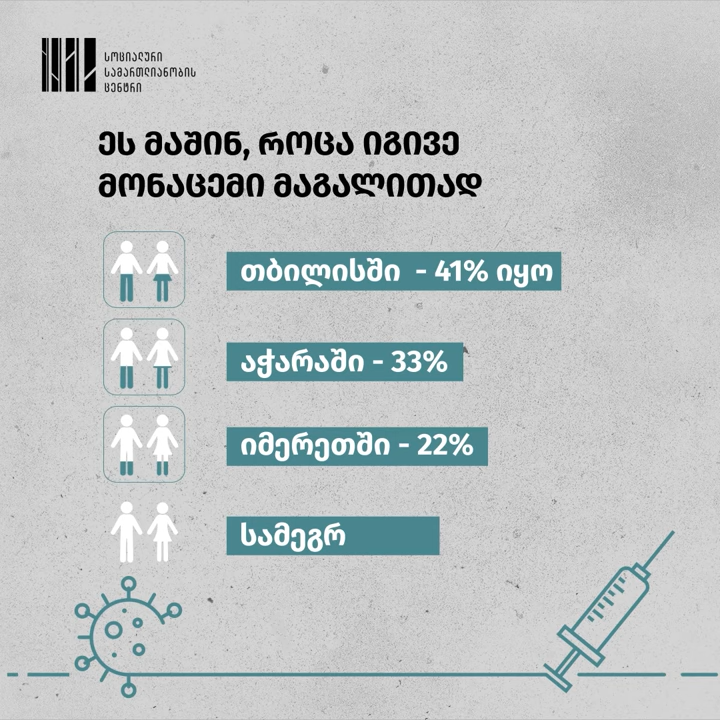 სოციალური
სამართლიანობის
ცენტრი
ეს მაშინ, როცა იგივე
მონაცემი მაგალითად
თბილისში - 41% იყო
აჭარაში - 33%
იმერეთში - 22%
სამეგრ